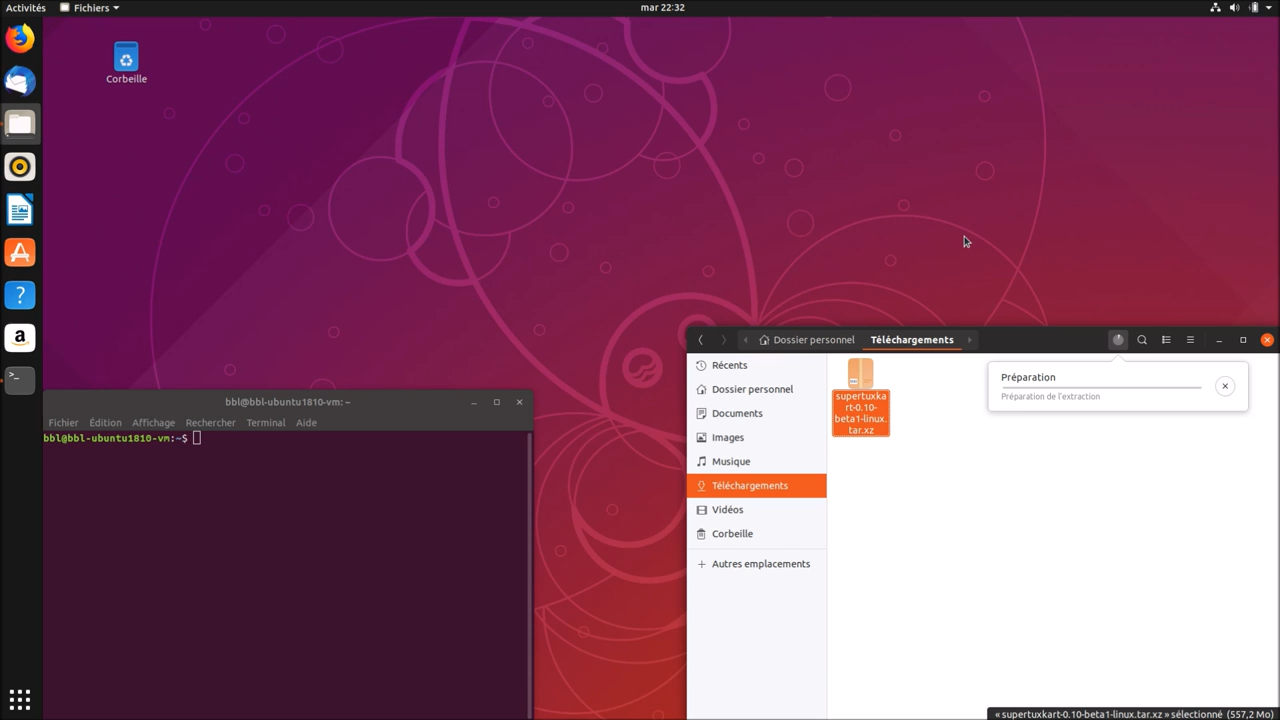 Activités
Fichiers
mar 22:32
Corbeille
Dossier personnel
Téléchargements
Récents
Dossier personnel
Documents
Images
Musique
Téléchargements
Vidéos
Corbeille
Autres emplacements
supertuxka
rt-0.10-
beta1-linux.
tar.xz
Préparation
Préparation de l'extraction
« supertuxkart-0.10-beta1-linux.tar.xz » sélectionné (557,2 Mo)
bbl@bbl-ubuntu1810-vm: ~
Fichier Édition Affichage Rechercher Terminal Aide
bbl@bbl-ubuntu1810-vm:~$